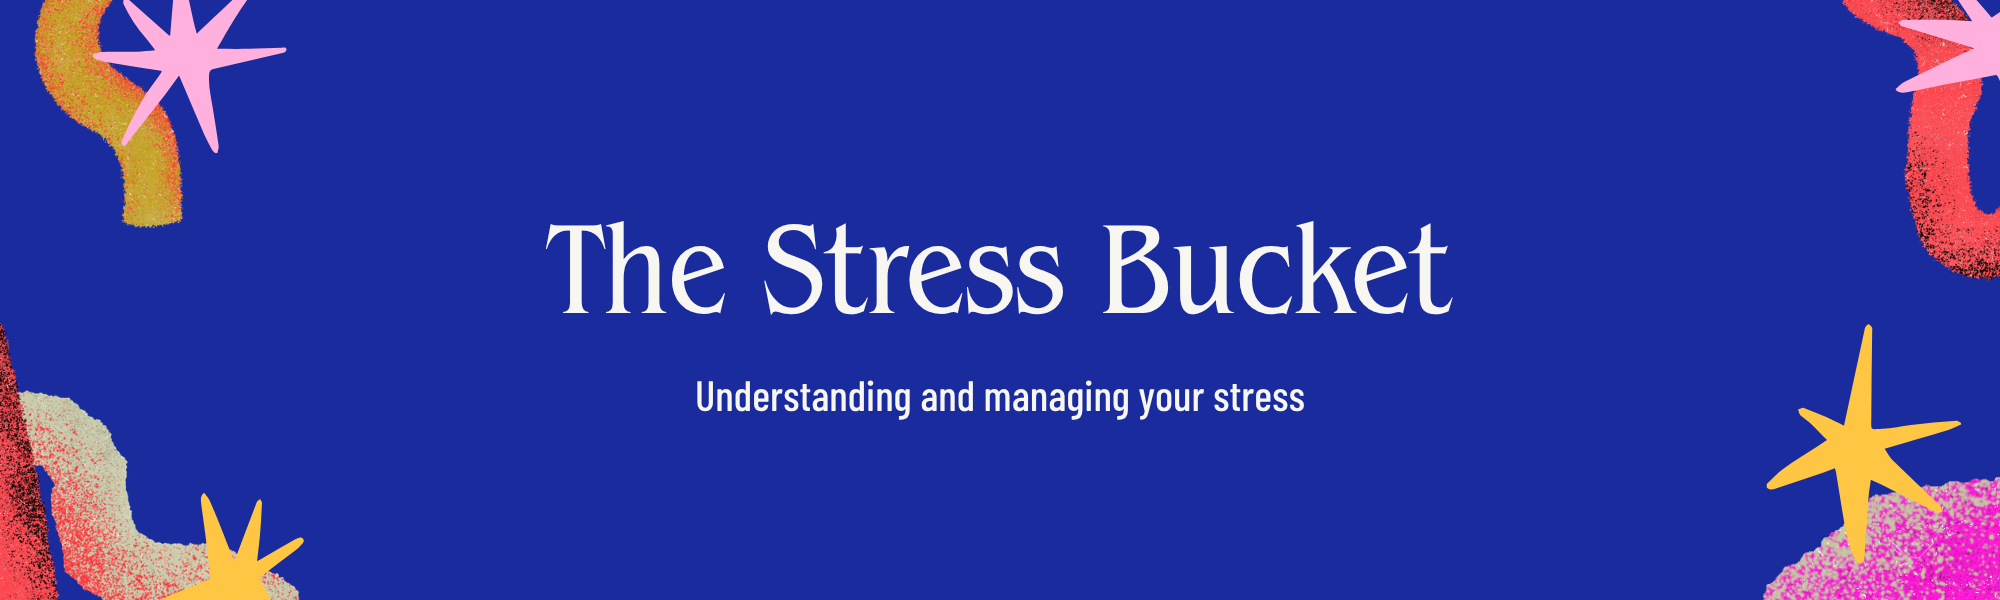 The Stress Bucket
Understanding and managing your stress